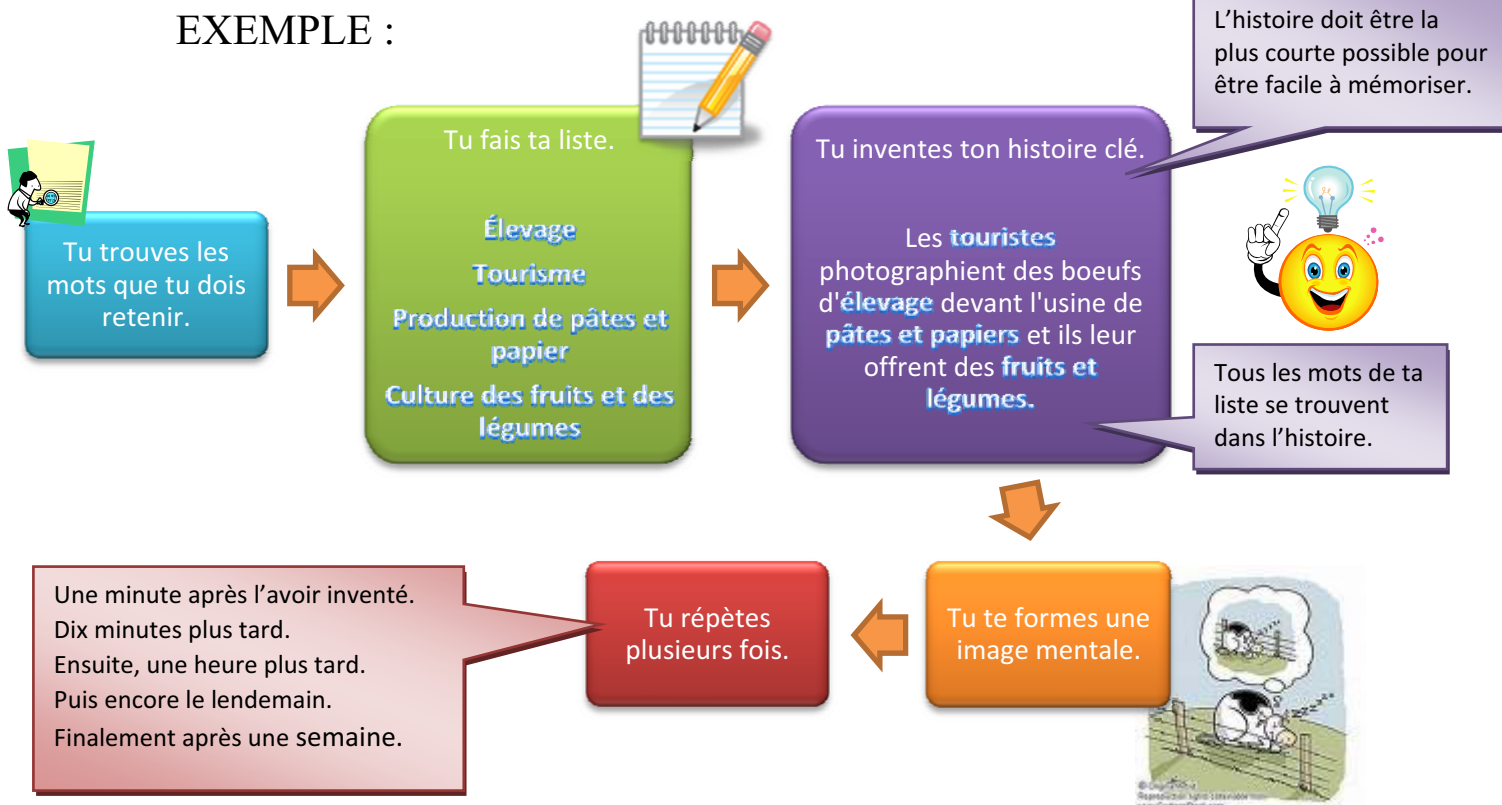 EXEMPLE :
L’histoire doit être la
plus courte possible pour
être facile à mémoriser.
Tu trouves les
mots que tu dois
retenir.
Tu fais ta liste.
Élevage
Tourisme
Production de pâtes et
papier
Culture des fruits et des
légumes
Tu inventes ton histoire clé.
Les touristes
photographient des boeufs
d'élevage devant l'usine de
pâtes et papiers et ils leur
offrent des fruits et
légumes.
Tous les mots de ta
liste se trouvent
dans l’histoire.
Tu te formes une
image mentale.
Tu répètes
plusieurs fois.
Une minute après l’avoir inventé.
Dix minutes plus tard.
Ensuite, une heure plus tard.
Puis encore le lendemain.
Finalement après une semaine.